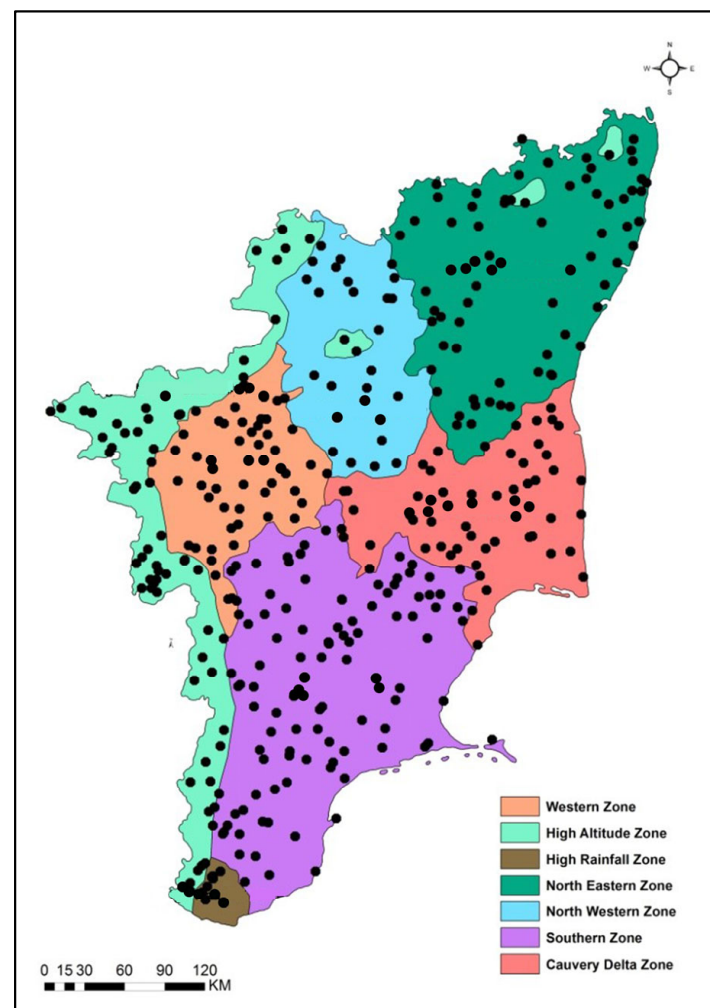 N
W E
S
Western Zone
High Altitude Zone
High Rainfall Zone
North Eastern Zone
North Western Zone
Southern Zone
Cauvery Delta Zone
0 15 30 60 90 120
KM